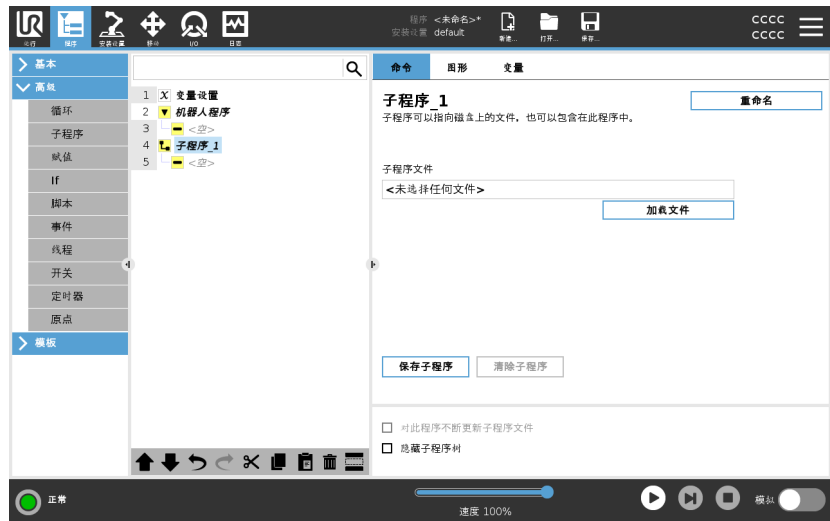 UR
运行
程序
安装设置
移动
I/O
日志
程序 <未命名>*
安装设置 default
新建...
打开...
保存...
CCCC
CCCC
基本
高级
循环
子程序
赋值
If
脚本
事件
线程
开关
定时器
原点
模板
1 X 变量设置
2 机器人程序
3 <空>
4 子程序_1
5 <空>
命令 图形 变量
子程序_1
重命名
子程序可以指向磁盘上的文件。也可以包含在此程序中。
子程序文件
<未选择任何文件>
加载文件
保存子程序
清除子程序
对此程序不断更新子程序文件
隐藏子程序树
正常
速度 100%
模拟